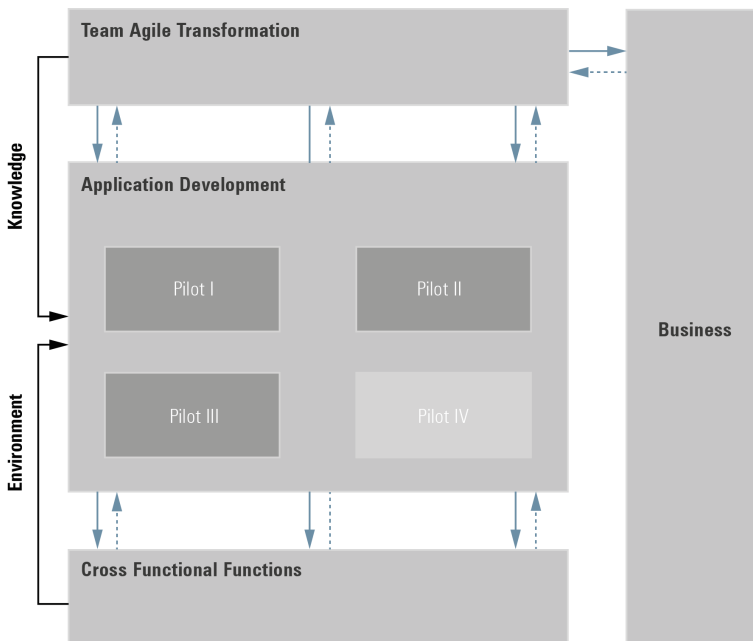 Team Agile Transformation
Knowledge
Application Development
Pilot I
Pilot II
Business
Pilot III
Pilot IV
Environment
Cross Functional Functions